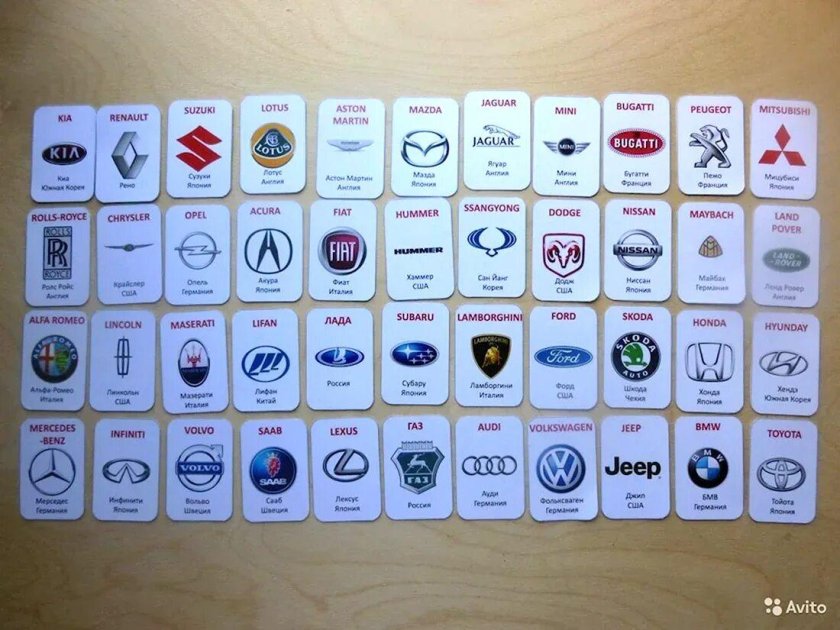 KIA
KIA
Киа
Южная Корея
RENAULT
Рено
SUZUKI
Сузуки
Япония
LOTUS
LOTUS
Лотус
Англия
ASTON
MARTIN
Астон Мартин
Англия
MAZDA
Мазда
Япония
JAGUAR
JAGUAR
Ягуар
Англия
MINI
MINI
Мини
Англия
BUGATTI
BUGATTI
Бугатти
Франция
PEUGEOT
Пежо
Франция
MITSUBISHI
Мицубиси
Япония
ROLLS-ROYCE
ROLLS
RR
ROYCE
Ролс Ройс
Англия
CHRYSLER
Крайслер
США
OPEL
Опель
Германия
ACURA
Акура
Япония
FIAT
FIAT
Фиат
Италия
HUMMER
HUMMER
Хаммер
США
SSANGYONG
Сан Йанг
Корея
DODGE
Додж
США
NISSAN
NISSAN
Ниссан
Япония
MAYBACH
Майбах
Германия
LAND
POVER
LAND
ROVER
Ленд Ровер
Англия
ALFA ROMEO
Альфа-Ромео
Италия
LINCOLN
Линкольн
США
MASERATI
Мазерати
Италия
LIFAN
Лифан
Китай
ЛАДА
Россия
SUBARU
Субару
Япония
LAMBORGHINI
Ламборгини
Италия
FORD
Ford
Форд
США
SKODA
SKODA
AUTO
Шкода
Чехия
HONDA
Хонда
Япония
HYUNDAY
Хендэ
Южная Корея
MERCEDES
-BENZ
Мерседес
Германия
INFINITI
Инфинити
Япония
VOLVO
VOLVO
Вольво
Швеция
SAAB
SAAB
Сааб
Швеция
LEXUS
Лексус
Япония
ГАЗ
ГАЗ
Россия
AUDI
Ауди
Германия
VOLKSWAGEN
Фольксваген
Германия
JEEP
Jeep
Джип
США
BMW
BMW
БМВ
Германия
TOYOTA
Тойота
Япония
Avito